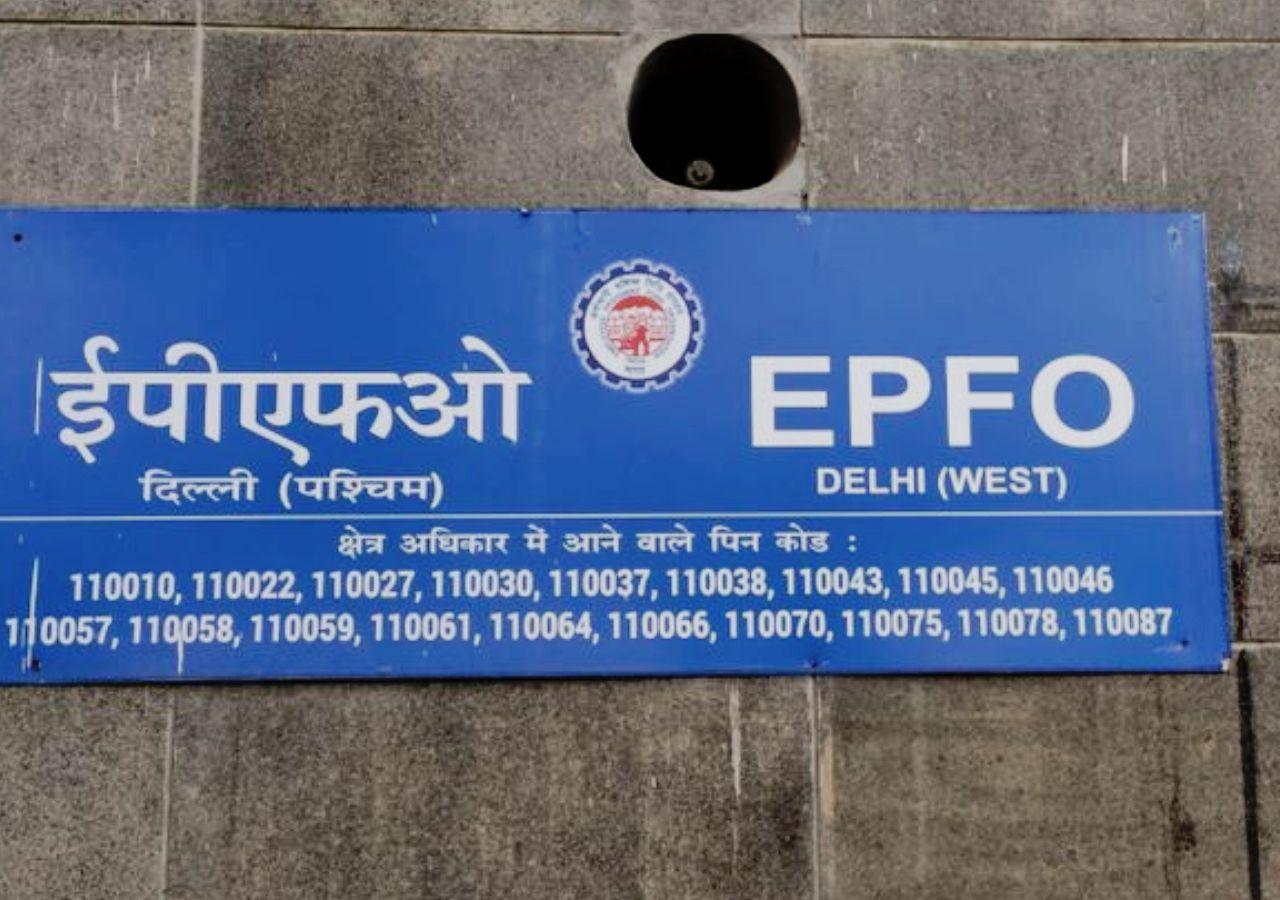 ईपीएफओ
दिल्ली (पश्चिम)
EPFO
DELHI (WEST)
क्षेत्र अधिकार में आने वाले पिन कोड :
110010, 110022, 110027, 110030, 110037, 110038, 110043, 110045, 110046
110057, 110058, 110059, 110061, 110064, 110066, 110070, 110075, 110078, 110087